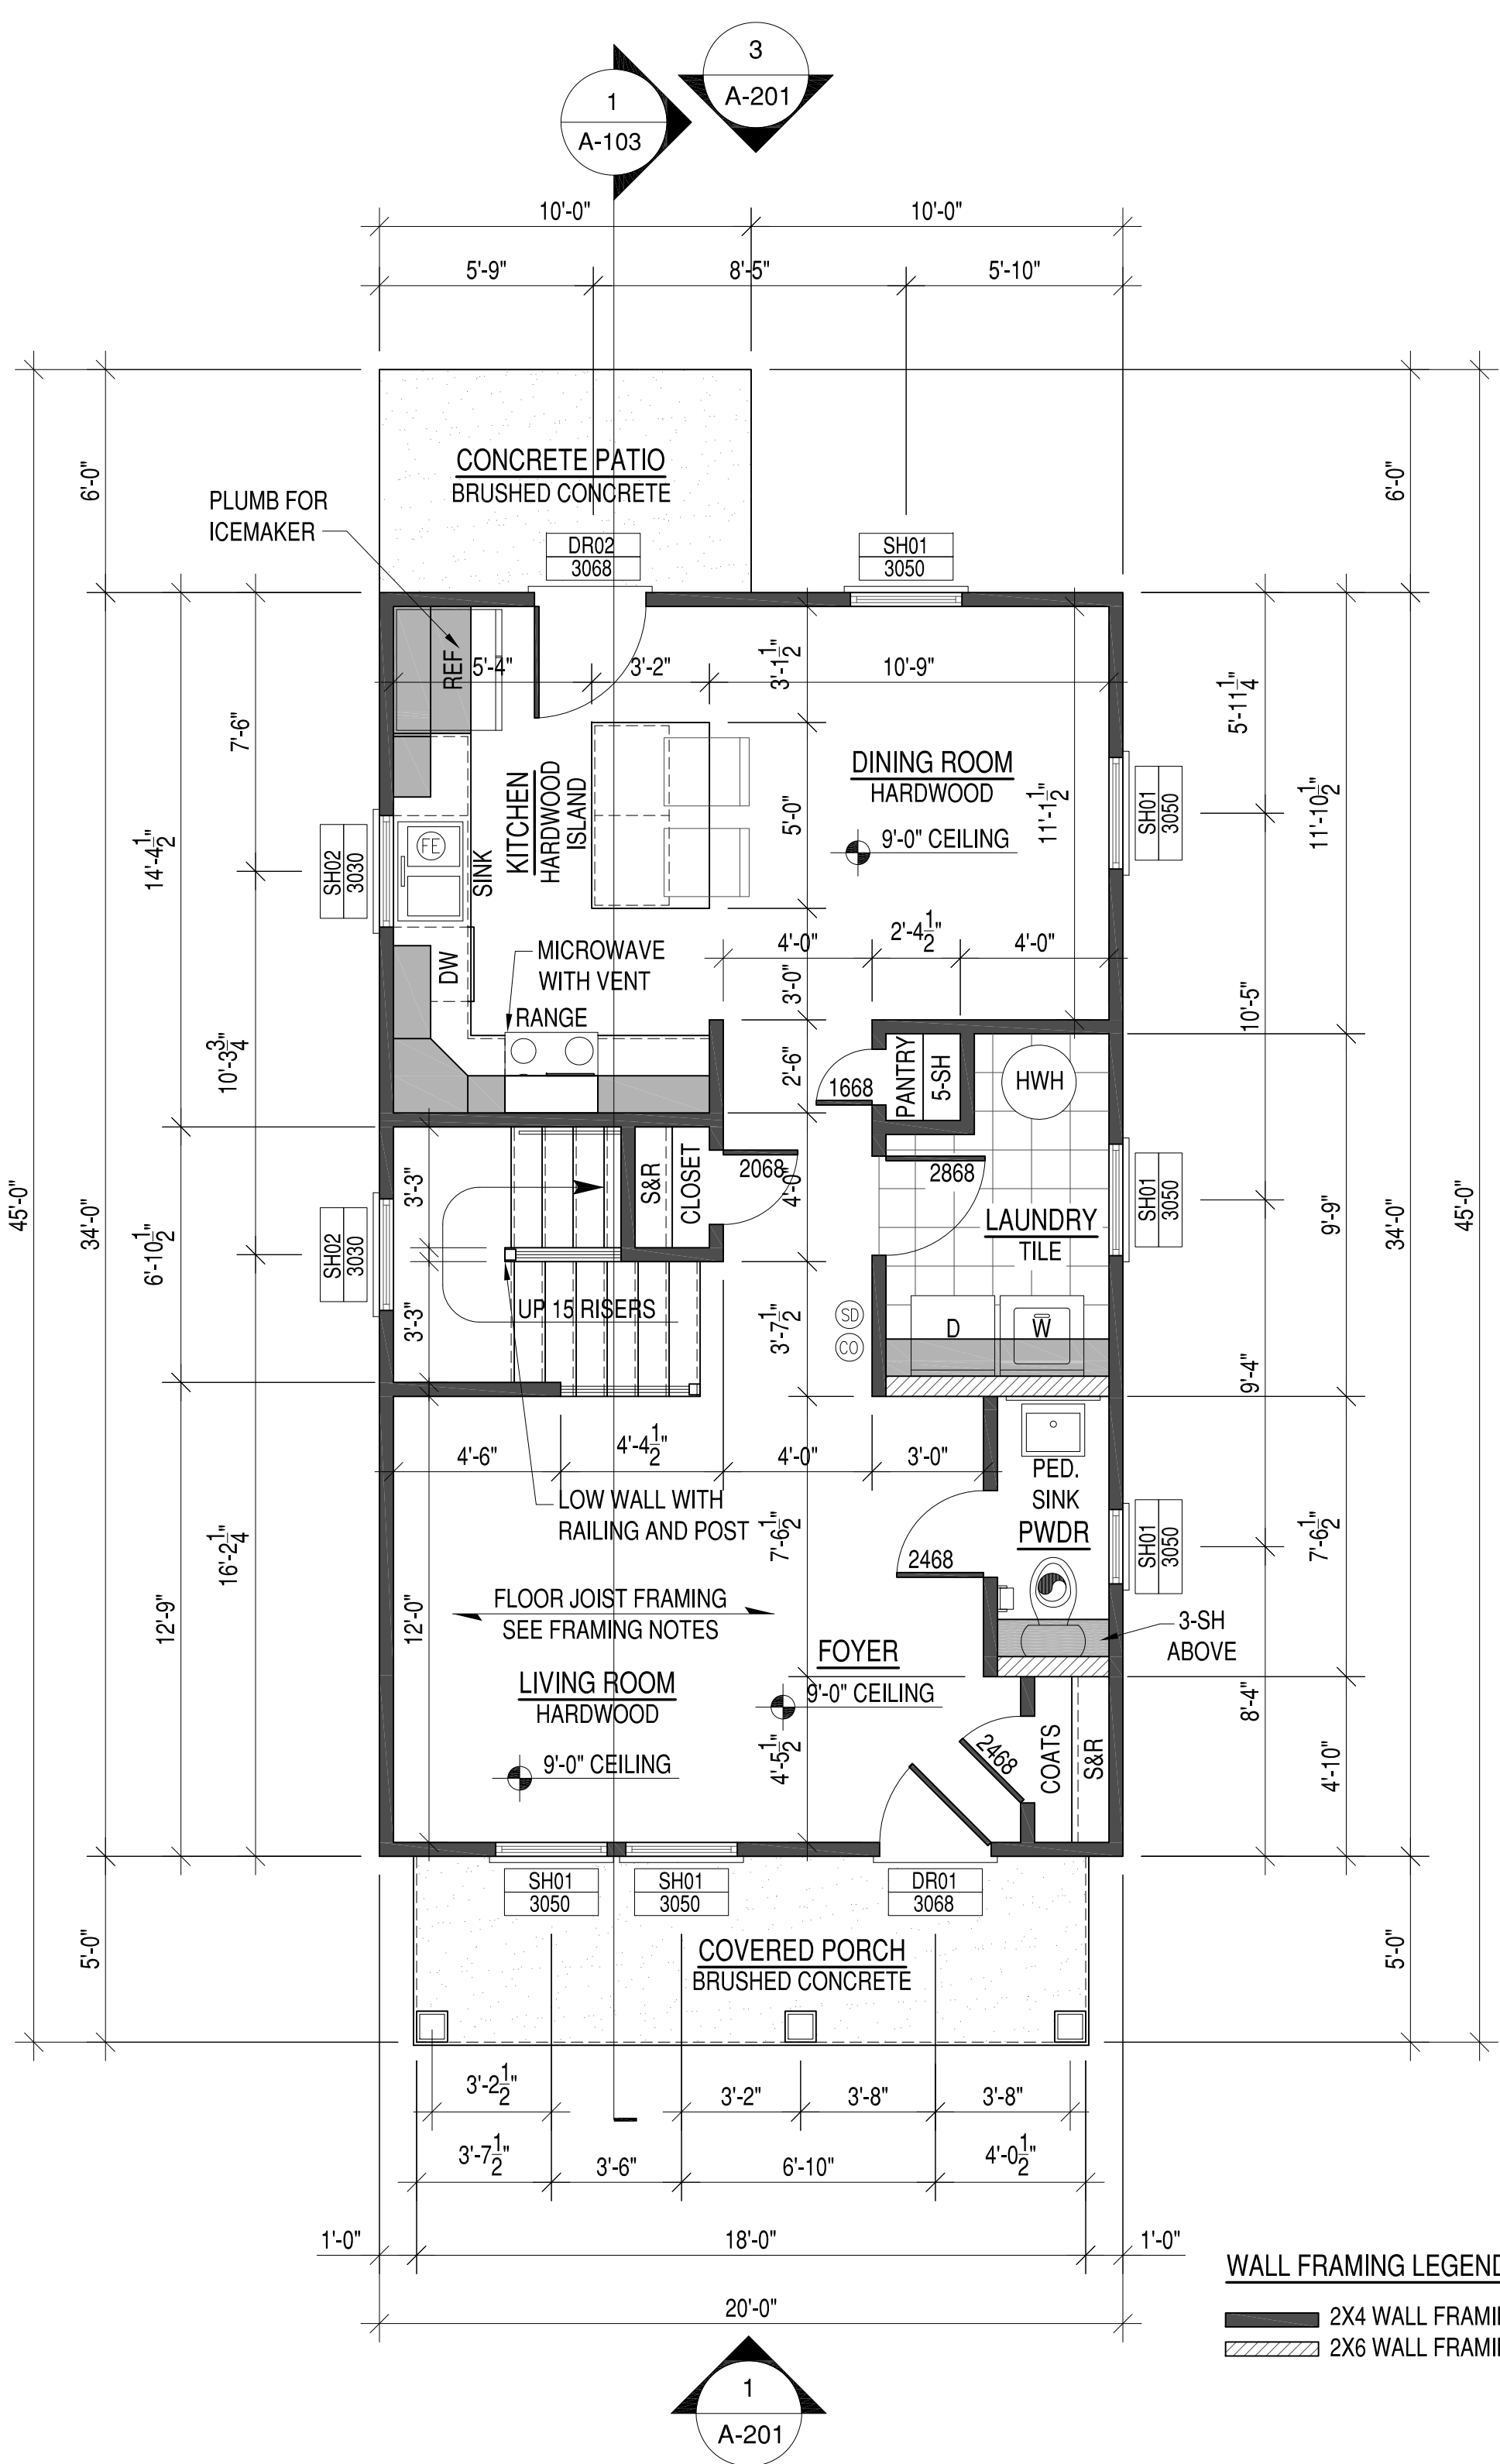 3
A-201
1
A-103
10'-0" 10'-0"
5'-9" 8'-5" 5'-10"
CONCRETE PATIO
BRUSHED CONCRETE
6'-0"
6'-0"
PLUMB FOR
ICEMAKER
DR02
3068
SH01
3050
REF
5'-4" 3'-2" 10'-9"
3'-1 1/2"
7'-6"
5'-11 1/4"
KITCHEN
HARDWOOD
ISLAND
DINING ROOM
HARDWOOD
9'-0" CEILING
5'-0"
11'-1 1/2"
SH01
3050
11'-10 1/2"
14'-4 1/2"
SH02
3030
FE
SINK
DW
MICROWAVE
WITH VENT
RANGE
4'-0" 2'-4 1/2" 4'-0"
3'-0"
10'-5"
10'-3 3/4"
2'-6"
1668
PANTRY
5-SH
HWH
45'-0"
34'-0"
6'-10 1/2"
SH02
3030
3'-3"
S&R
CLOSET
2068
4'-0"
2868
LAUNDRY
TILE
SH01
3050
9'-9"
34'-0"
45'-0"
3'-3"
UP 15 RISERS
3'-7 1/2"
SD
CO
D
W
9'-4"
4'-6" 4'-4 1/2" 4'-0" 3'-0"
PED.
SINK
PWDR
LOW WALL WITH
RAILING AND POST
7'-6 1/2"
2468
SH01
3050
7'-6 1/2"
16'-2 1/4"
12'-9"
12'-0"
FLOOR JOIST FRAMING
SEE FRAMING NOTES
3-SH
ABOVE
FOYER
9'-0" CEILING
LIVING ROOM
HARDWOOD
9'-0" CEILING
4'-5 1/2"
2468
COATS
S&R
8'-4"
4'-10"
SH01
3050
SH01
3050
DR01
3068
COVERED PORCH
BRUSHED CONCRETE
5'-0"
5'-0"
3'-2 1/2" 3'-2" 3'-8" 3'-8"
3'-7 1/2" 3'-6" 6'-10" 4'-0 1/2"
1'-0" 18'-0" 1'-0"
20'-0"
WALL FRAMING LEGEND
2X4 WALL FRAMI
2X6 WALL FRAMI
1
A-201